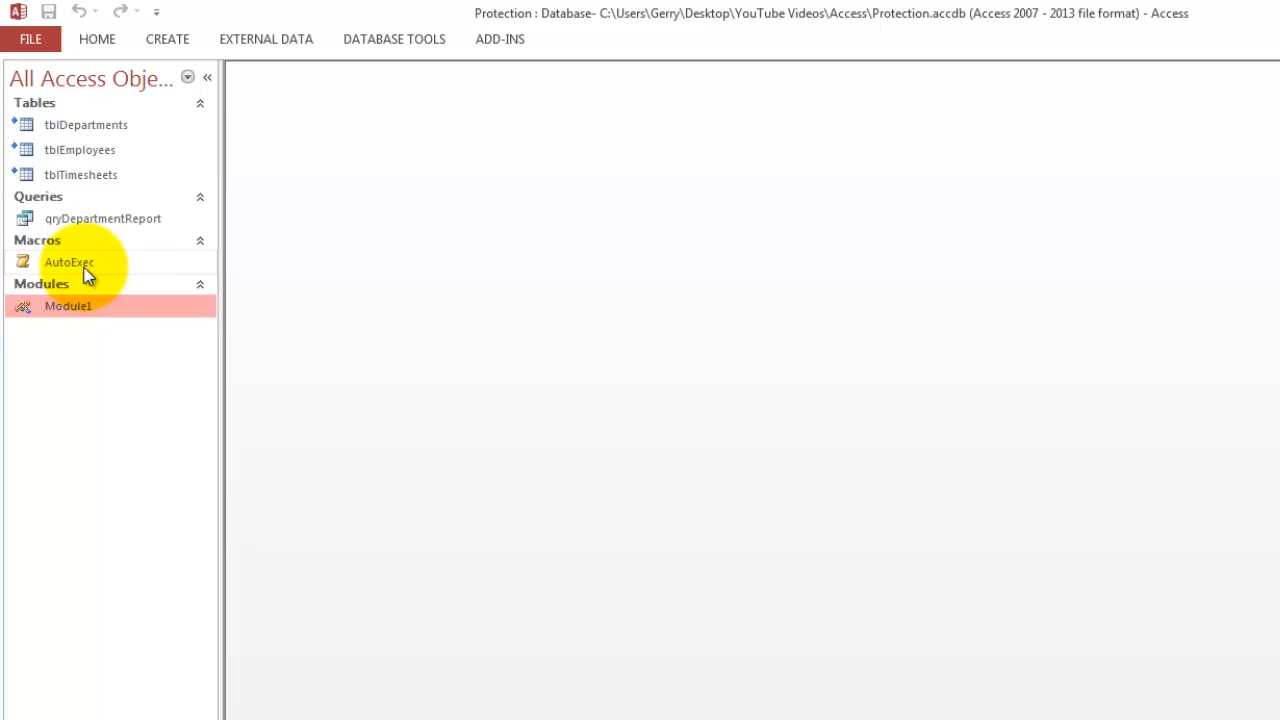 Protection : Database- C:\Users\Gerry\Desktop\YouTube Videos\Access\Protection.accdb (Access 2007 - 2013 file format) - Access
FILE HOME CREATE EXTERNAL DATA DATABASE TOOLS ADD-INS
All Access Obje... «
Tables
tblDepartments
tblEmployees
tblTimesheets
Queries
qryDepartmentReport
Macros
AutoExec
Modules
Module1